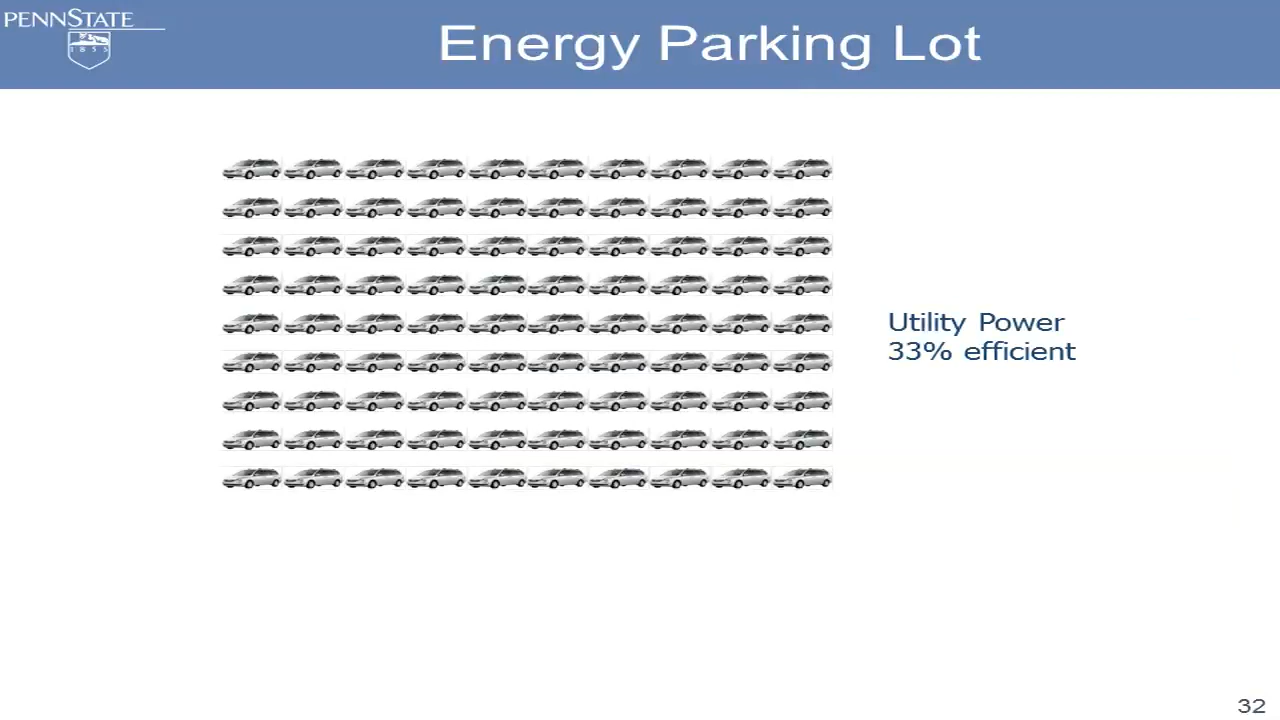 PENNSTATE
1855
Energy Parking Lot
Utility Power
33% efficient
32